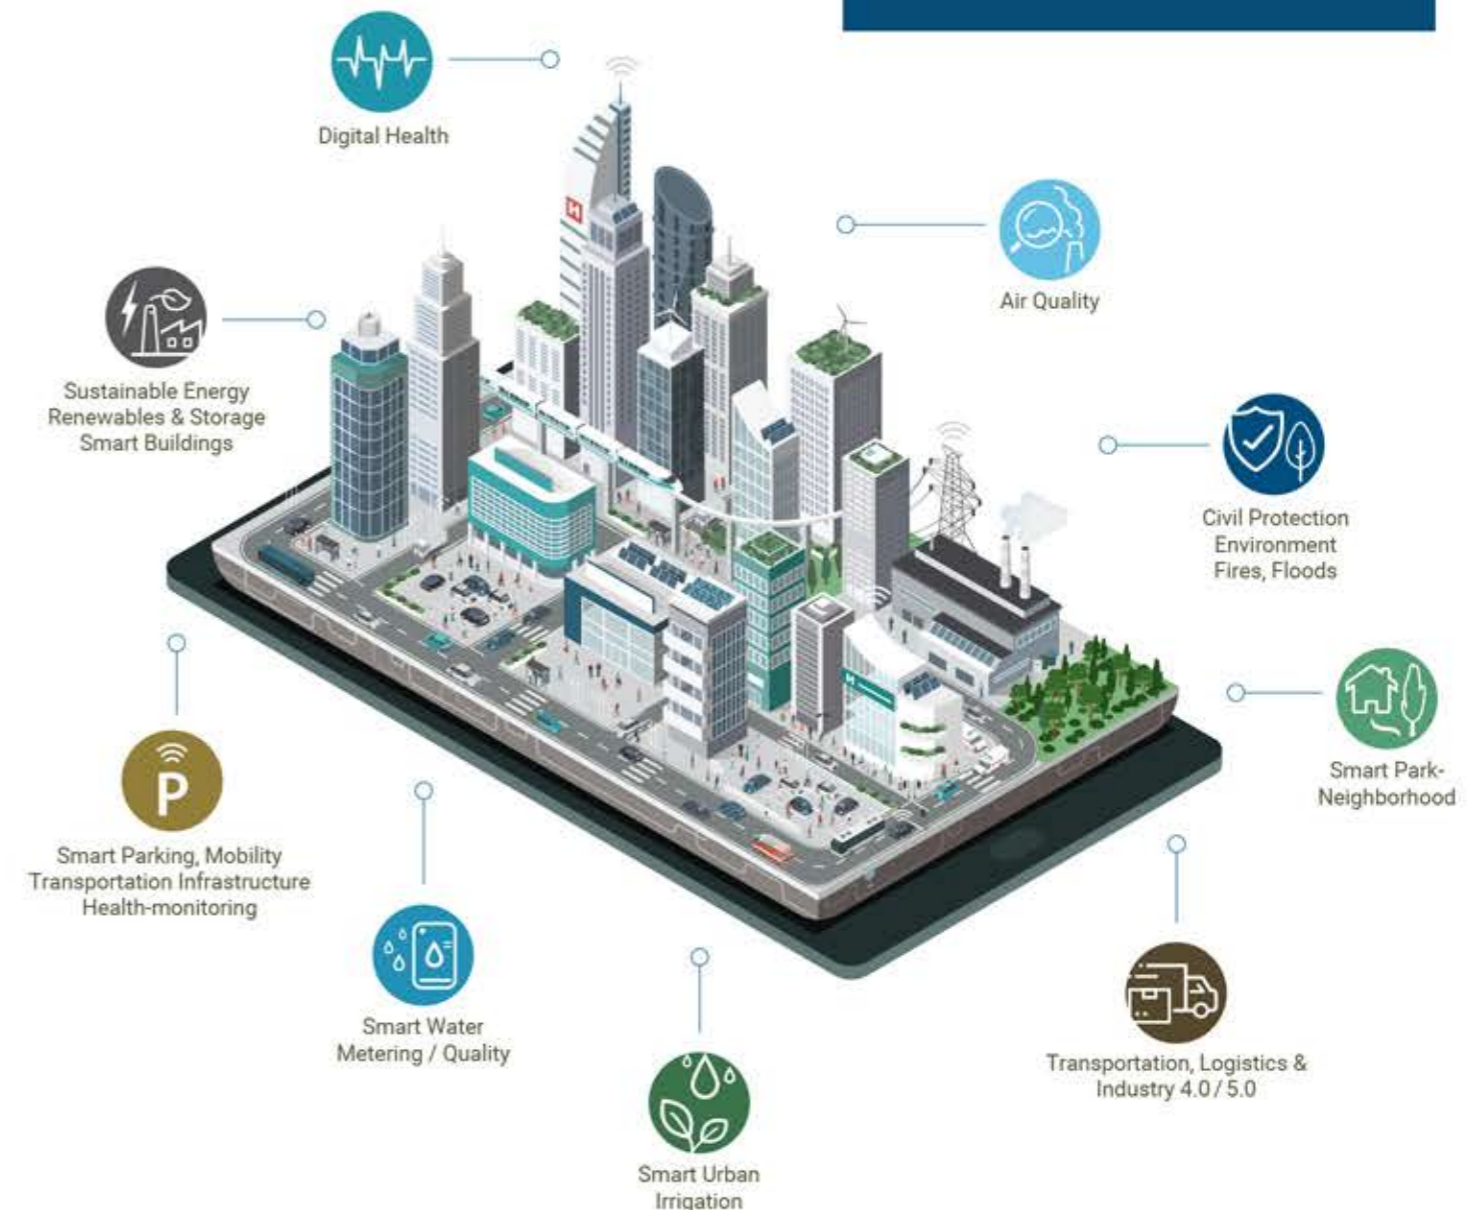 Digital Health
Air Quality
Sustainable Energy
Renewables & Storage
Smart Buildings
Civil Protection
Environment
Fires, Floods
Smart Park-
Neighborhood
P
Smart Parking, Mobility
Transportation Infrastructure
Health-monitoring
Smart Water
Metering / Quality
Transportation, Logistics &
Industry 4.0 / 5.0
Smart Urban
Irrigation
H
H